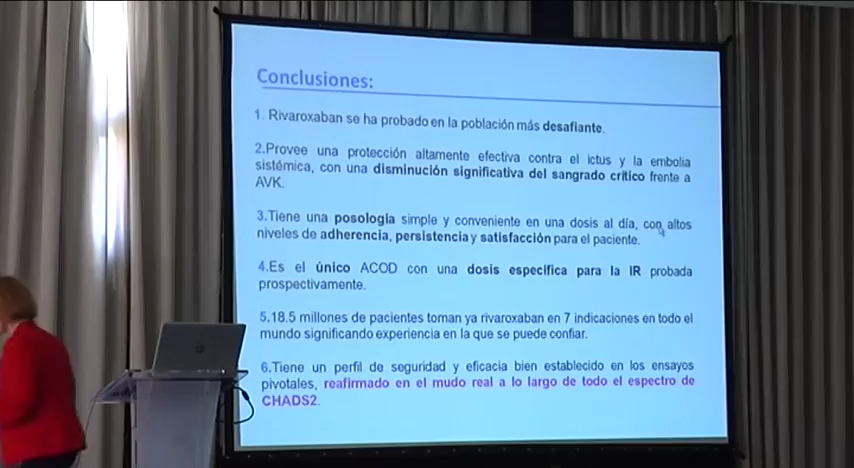 Conclusiones:
1. Rivaroxaban se ha probado en la población más desafiante.
2.Provee una protección altamente efectiva contra el ictus y la embolia
sistémica, con una disminución significativa del sangrado crítico frente a
AVK.
3.Tiene una posología simple y conveniente en una dosis al día, con altos
niveles de adherencia, persistencia y satisfacción para el paciente.
4.Es el único ACOD con una dosis específica para la IR probada
prospectivamente.
5.18.5 millones de pacientes toman ya rivaroxaban en 7 indicaciones en todo el
mundo significando experiencia en la que se puede confiar.
6.Tiene un perfil de seguridad y eficacia bien establecido en los ensayos
pivotales, reafirmado en el mudo real a lo largo de todo el espectro de
CHADS2.